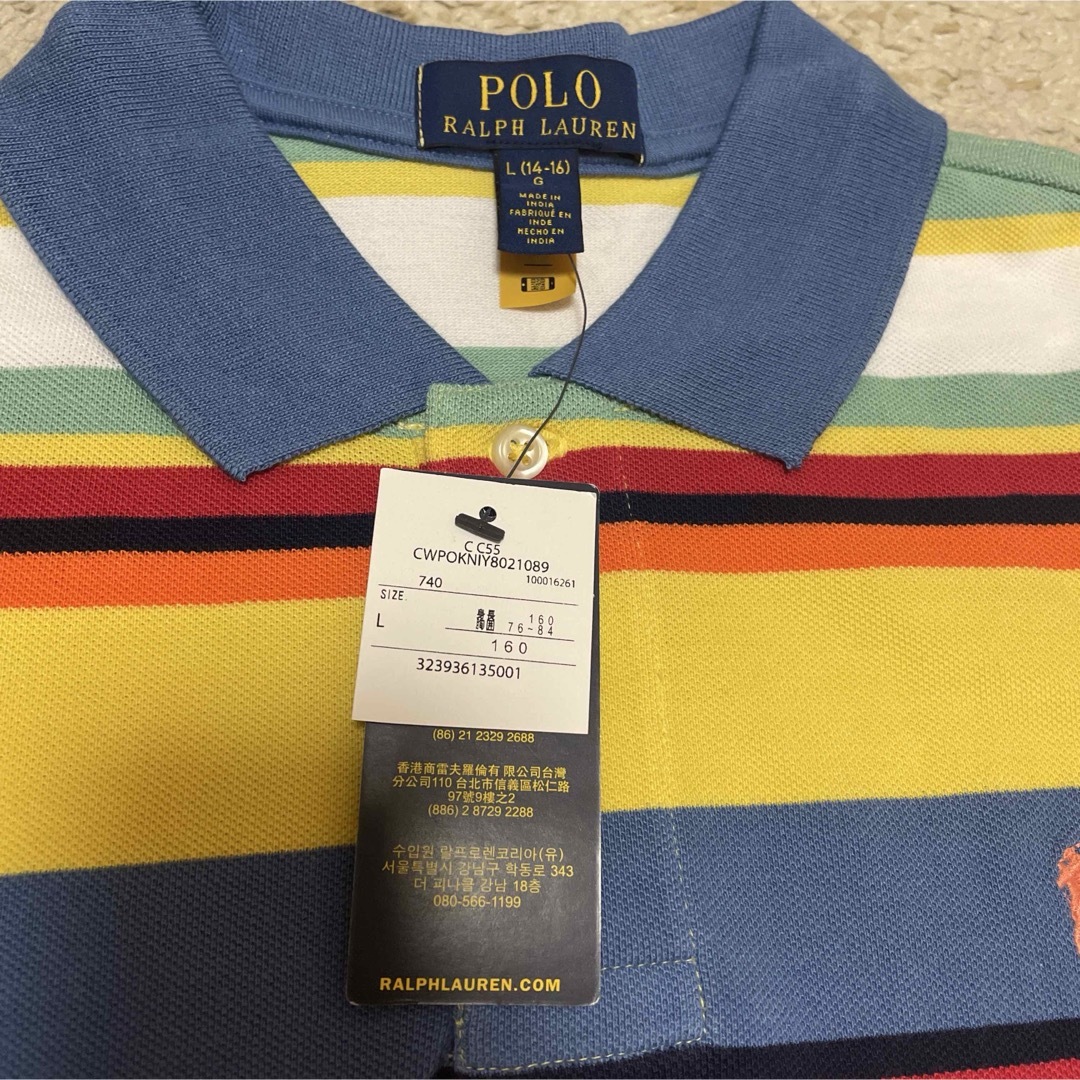 POLO
RALPH LAUREN
L (14-16)
G
MADE IN
INDIA
FABRIQUÉ EN
INDE
HECHO EN
INDIA
C C55
CWPOKNIY8021089
740 100016261
SIZE
L
身長 160
胸囲 76~84
160
323936135001
(86) 21 2329 2688
香港商雷夫羅倫有限公司台灣
分公司110 台北市信義區松仁路
97號9樓之2
(886) 2 8729 2288
수입원 랄프로렌코리아(유)
서울특별시 강남구 학동로 343
더 피나클 강남 18층
080-566-1199
RALPHLAUREN.COM